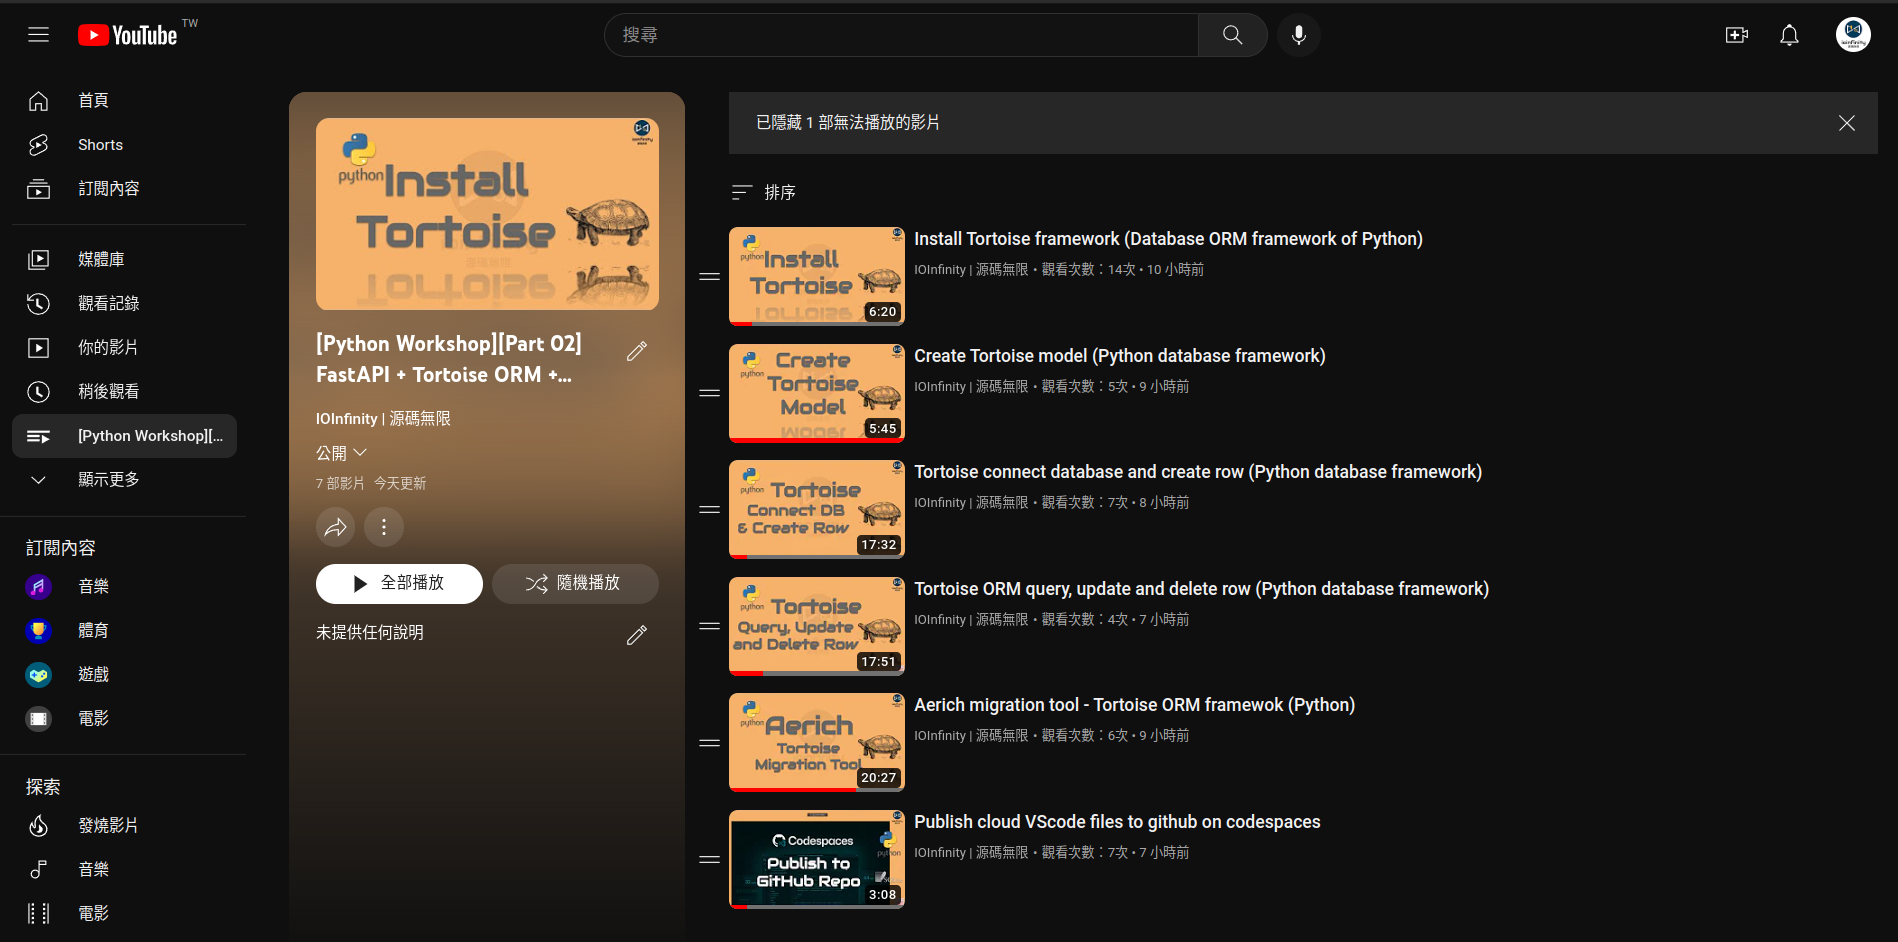 YouTube TW
搜尋
首頁
Shorts
訂閱內容
媒體庫
觀看記錄
你的影片
稍後觀看
[Python Workshop][...
顯示更多
訂閱內容
音樂
體育
遊戲
電影
探索
發燒影片
音樂
電影
python
Install
Tortoise
[Python Workshop][Part 02]
FastAPI + Tortoise ORM +...
IOInfinity | 源碼無限
公開
7 部影片 今天更新
全部播放
隨機播放
未提供任何說明
已隱藏 1 部無法播放的影片
排序
python
Install
Tortoise
6:20
Install Tortoise framework (Database ORM framework of Python)
IOInfinity | 源碼無限 • 觀看次數：14次 • 10 小時前
python
Create
Tortoise
Model
5:45
Create Tortoise model (Python database framework)
IOInfinity | 源碼無限 • 觀看次數：5次 • 9 小時前
python
Tortoise
Connect DB
& Create Row
17:32
Tortoise connect database and create row (Python database framework)
IOInfinity | 源碼無限 • 觀看次數：7次 • 8 小時前
python
Tortoise
Query, Update
and Delete Row
17:51
Tortoise ORM query, update and delete row (Python database framework)
IOInfinity | 源碼無限 • 觀看次數：4次 • 7 小時前
python
Aerich
Tortoise
Migration Tool
20:27
Aerich migration tool - Tortoise ORM framewok (Python)
IOInfinity | 源碼無限 • 觀看次數：6次 • 9 小時前
Codespaces
python
Publish to
GitHub Repo
3:08
Publish cloud VScode files to github on codespaces
IOInfinity | 源碼無限 • 觀看次數：7次 • 7 小時前